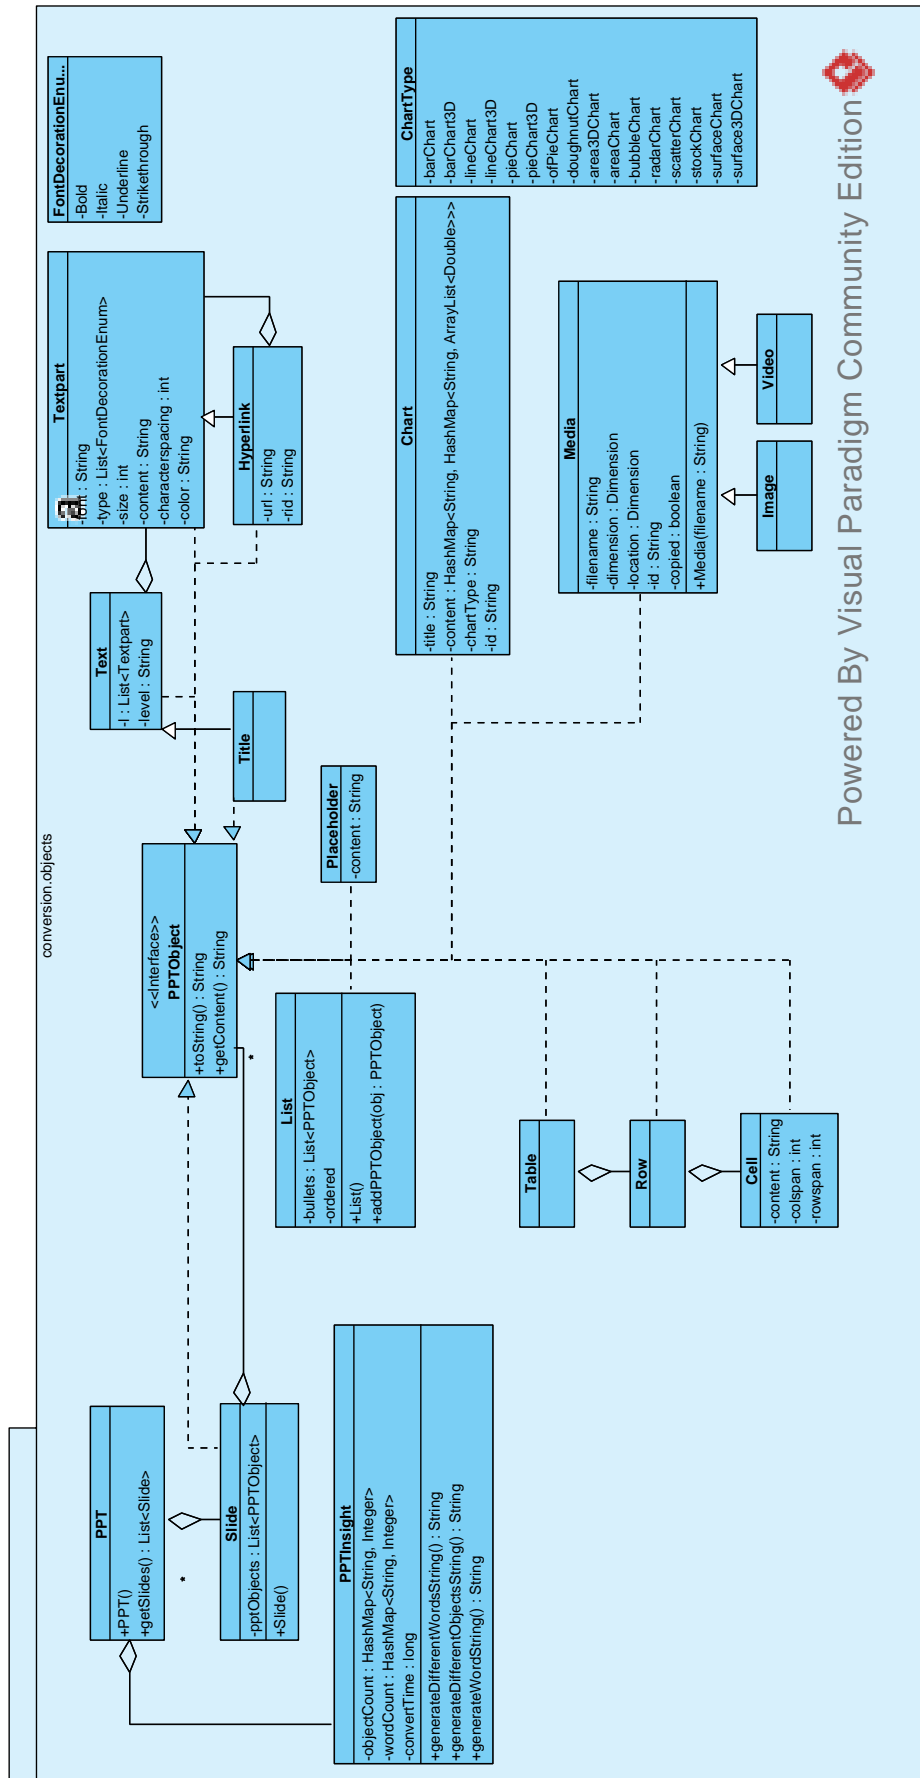 conversion.objects
PPT
+PPT()
+getSlides() : List<Slide>
*
Slide
-pptObjects : List<PPTObject>
+Slide()
PPTInsight
-objectCount : HashMap<String, Integer>
-wordCount : HashMap<String, Integer>
-convertTime : long
+generateDifferentWordsString() : String
+generateDifferentObjectsString() : String
+generateWordString() : String
<<Interface>>
PPTObject
+toString() : String
+getContent() : String
*
List
-bullets : List<PPTObject>
-ordered
+List()
+addPPTObject(obj : PPTObject)
Placeholder
-content : String
Table
Row
Cell
-content : String
-colspan : int
-rowspan : int
Text
-l : List<Textpart>
-level : String
Title
Textpart
a
-font : String
-type : List<FontDecorationEnum>
-size : int
-content : String
-characterspacing : int
-color : String
Hyperlink
-url : String
-rid : String
FontDecorationEnu...
-Bold
-Italic
-Underline
-Strikethrough
Chart
-title : String
-content : HashMap<String, HashMap<String, ArrayList<Double>>>
-chartType : String
-id : String
ChartType
-barChart
-barChart3D
-lineChart
-lineChart3D
-pieChart
-pieChart3D
-ofPieChart
-doughnutChart
-area3DChart
-areaChart
-bubbleChart
-radarChart
-scatterChart
-stockChart
-surfaceChart
-surface3DChart
Media
-filename : String
-dimension : Dimension
-location : Dimension
-id : String
-copied : boolean
+Media(filename : String)
Image
Video
Powered By Visual Paradigm Community Edition